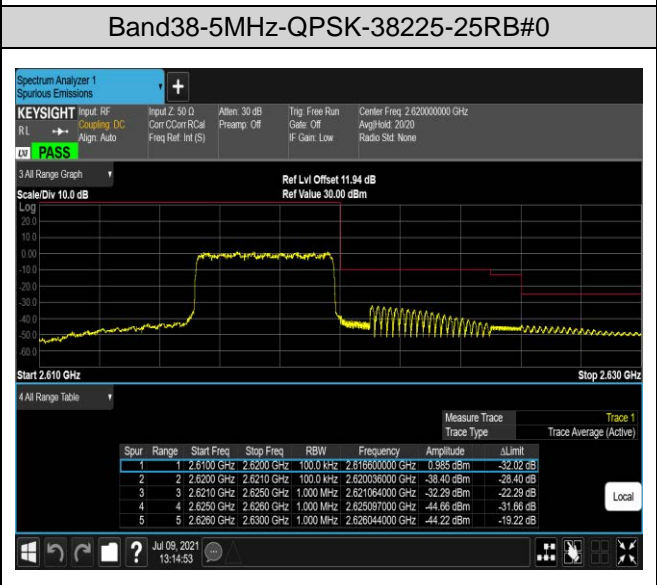 Band38-5MHz-QPSK-38225-25RB#0
Spectrum Analyzer 1
Spurious Emissions
+
KEYSIGHT Input: RF Input Z: 50 Ω Atten: 30 dB Trig: Free Run Center Freq: 2.620000000 GHz
RL Coupling: DC Corr CCorr RCal Preamp: Off Gate: Off Avg|Hold: 20/20
Align: Auto Freq Ref: Int (S) IF Gain: Low Radio Std: None
LXI PASS
3 All Range Graph
Ref Lvl Offset 11.94 dB
Scale/Div 10.0 dB Ref Value 30.00 dBm
Log
20.0
10.0
0.00
-10.0
-20.0
-30.0
-40.0
-50.0
-60.0
Start 2.610 GHz Stop 2.630 GHz
4 All Range Table
Measure Trace Trace 1
Trace Type Trace Average (Active)
Spur Range Start Freq Stop Freq RBW Frequency Amplitude ΔLimit
1 1 2.6100 GHz 2.6200 GHz 100.0 kHz 2.616600000 GHz 0.985 dBm -32.02 dB
2 2 2.6200 GHz 2.6210 GHz 100.0 kHz 2.620036000 GHz -38.40 dBm -28.40 dB
3 3 2.6210 GHz 2.6250 GHz 1.000 MHz 2.621064000 GHz -32.29 dBm -22.29 dB
4 4 2.6250 GHz 2.6260 GHz 1.000 MHz 2.625097000 GHz -44.66 dBm -31.66 dB
5 5 2.6260 GHz 2.6300 GHz 1.000 MHz 2.626044000 GHz -44.22 dBm -19.22 dB
Local
? Jul 09, 2021
13:14:53